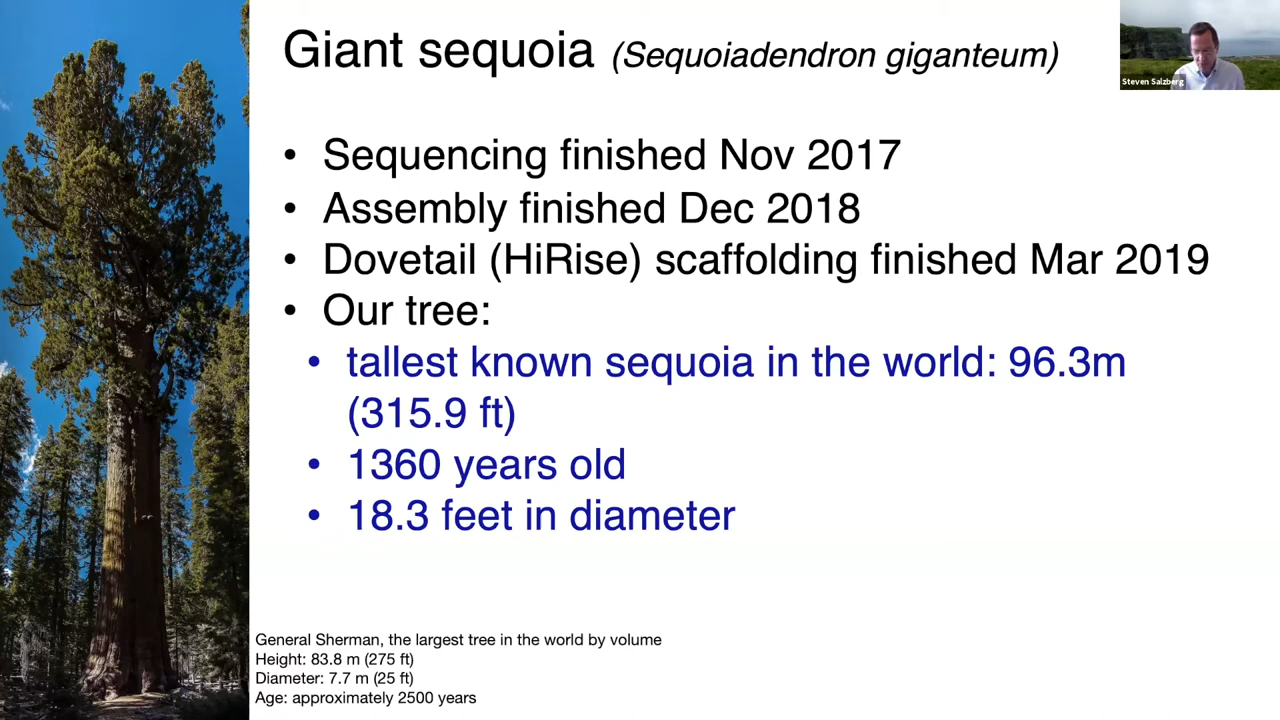 Giant sequoia (Sequoiadendron giganteum)
Steven Salzberg
• Sequencing finished Nov 2017
• Assembly finished Dec 2018
• Dovetail (HiRise) scaffolding finished Mar 2019
• Our tree:
• tallest known sequoia in the world: 96.3m
(315.9 ft)
• 1360 years old
• 18.3 feet in diameter
General Sherman, the largest tree in the world by volume
Height: 83.8 m (275 ft)
Diameter: 7.7 m (25 ft)
Age: approximately 2500 years